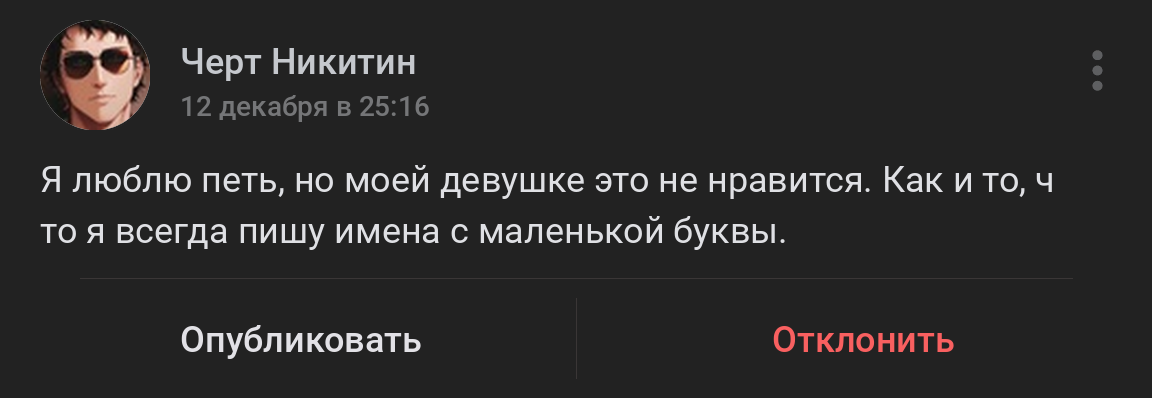 Черт Никитин
12 декабря в 25:16
Я люблю петь, но моей девушке это не нравится. Как и то, ч
то я всегда пишу имена с маленькой буквы.
Опубликовать
Отклонить